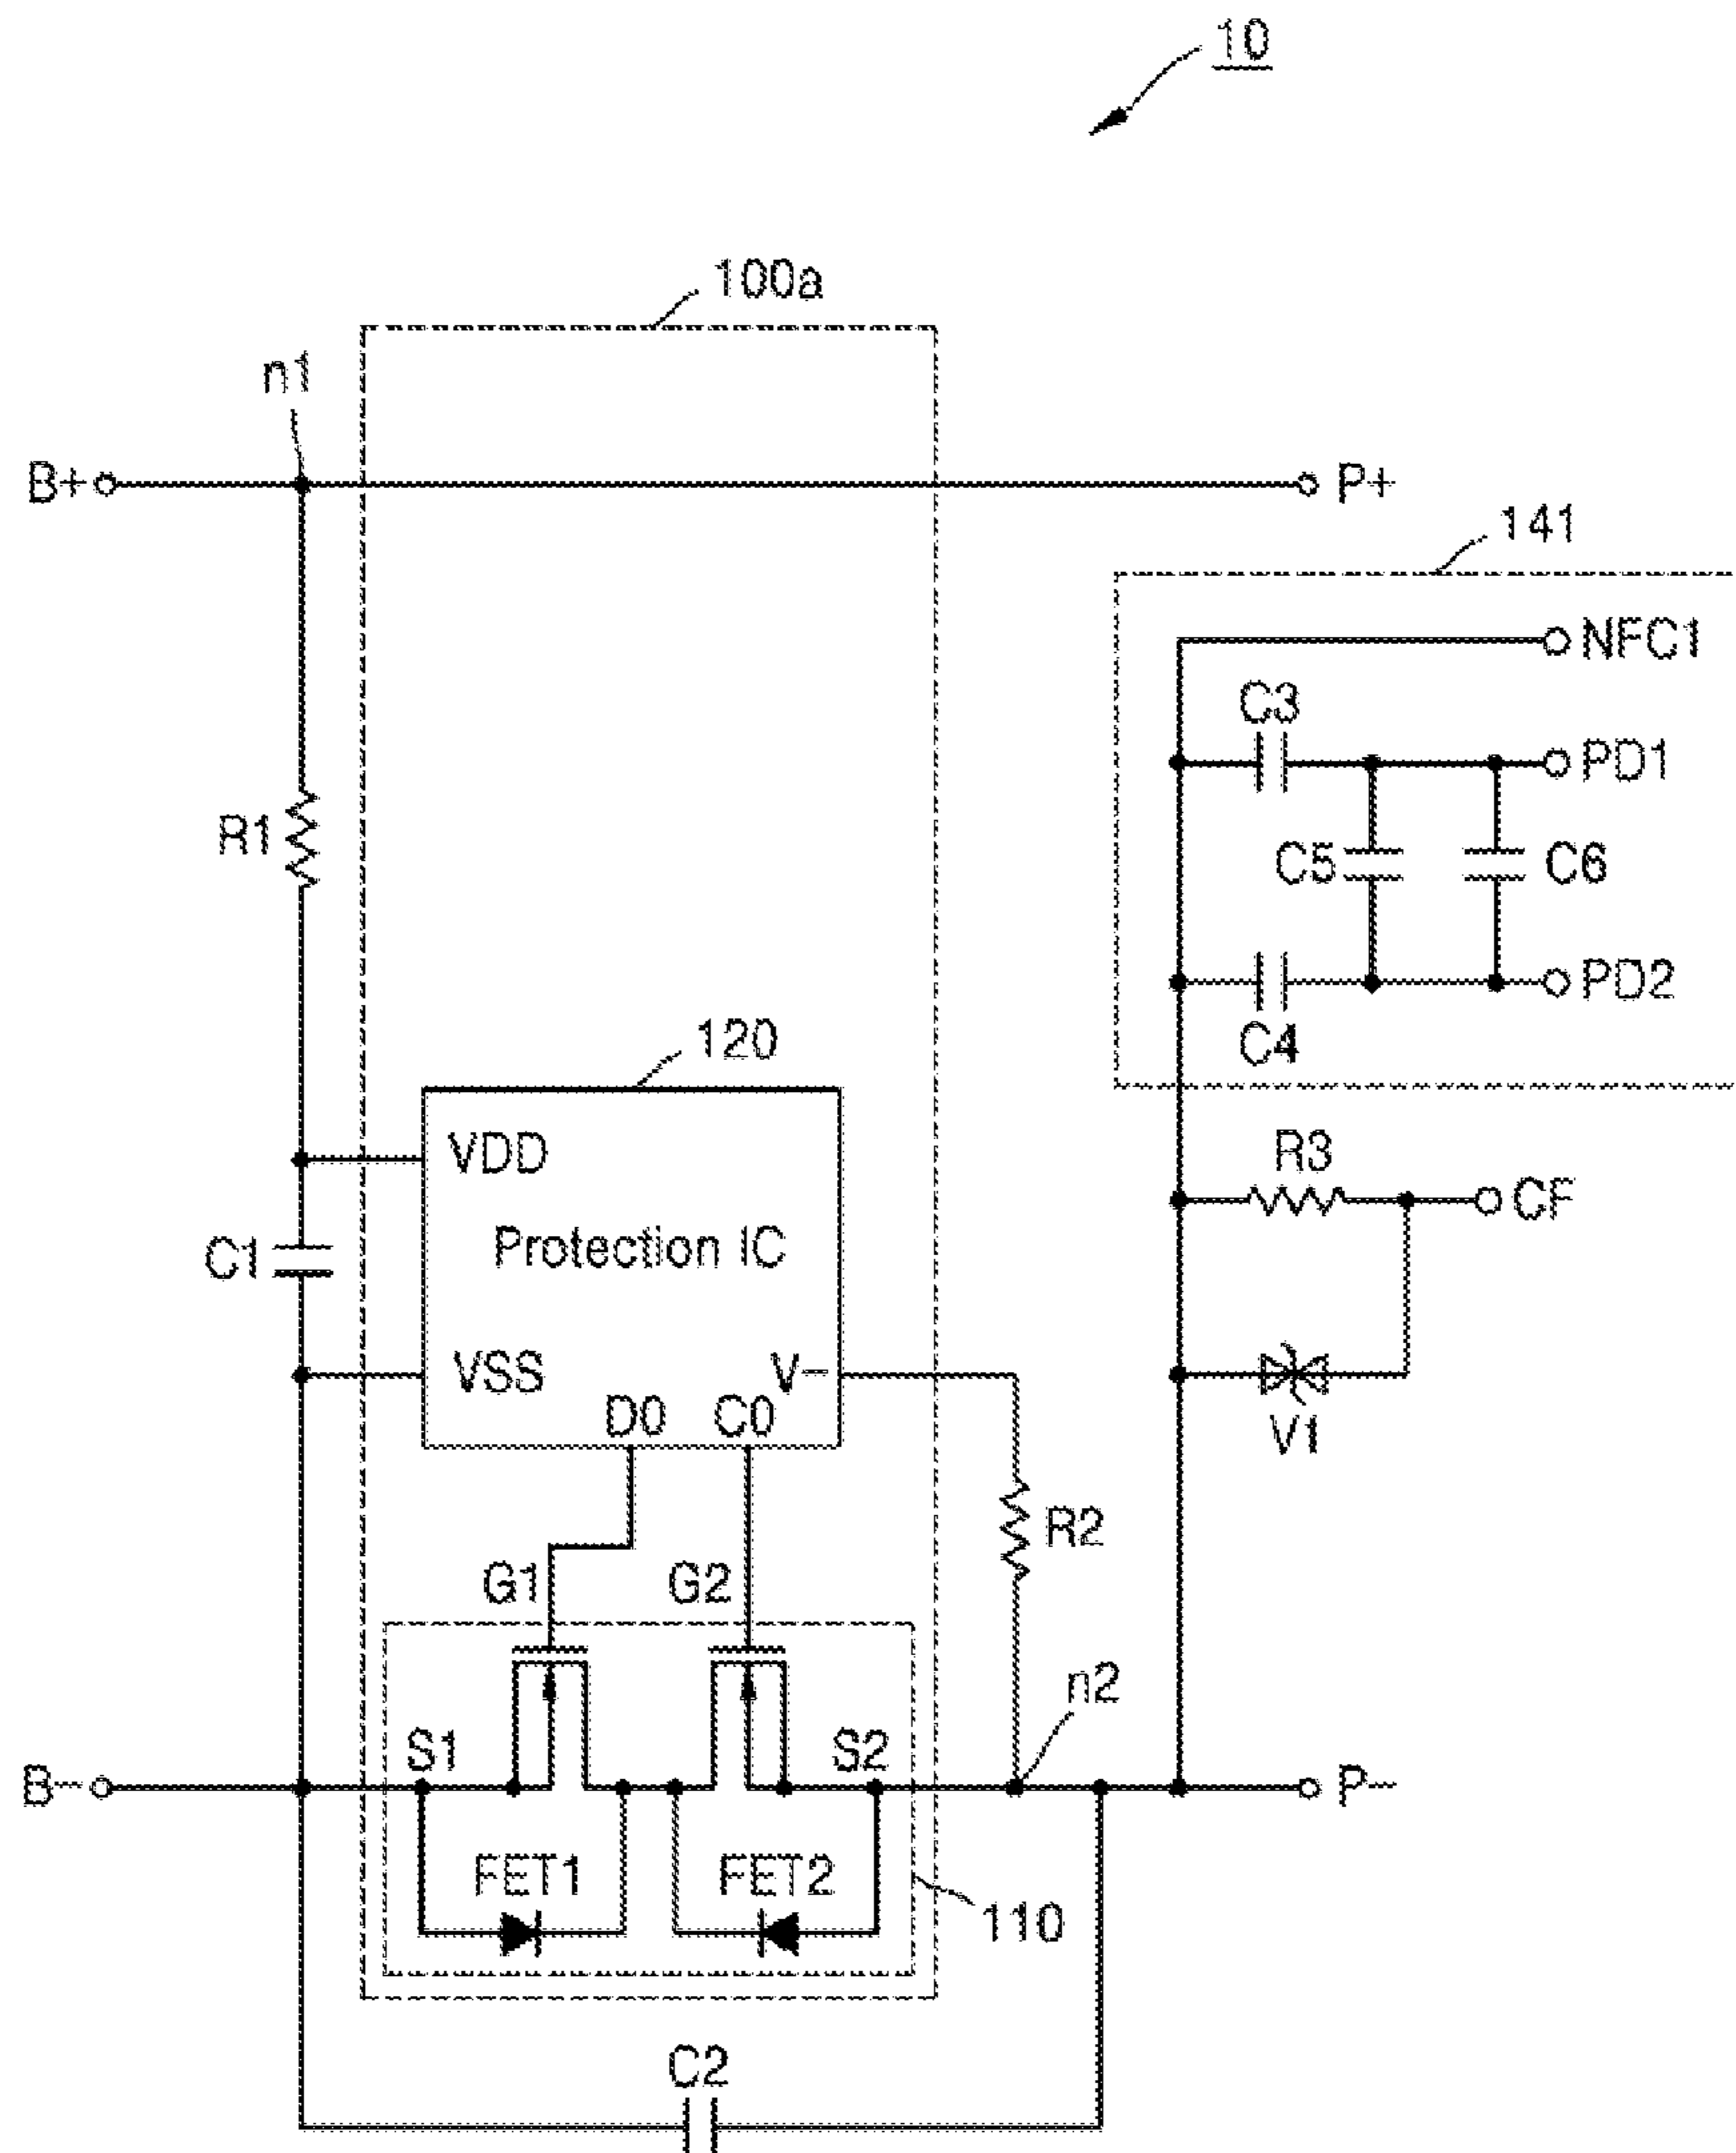 10
100a
n1
B+
P+
141
NFC1
C3
PD1
R1
C5
C6
PD2
C4
120
VDD
R3
CF
C1
Protection IC
VSS
V-
D0
C0
V1
R2
G1
G2
n2
S1
S2
B-
P-
FET1
FET2
110
C2